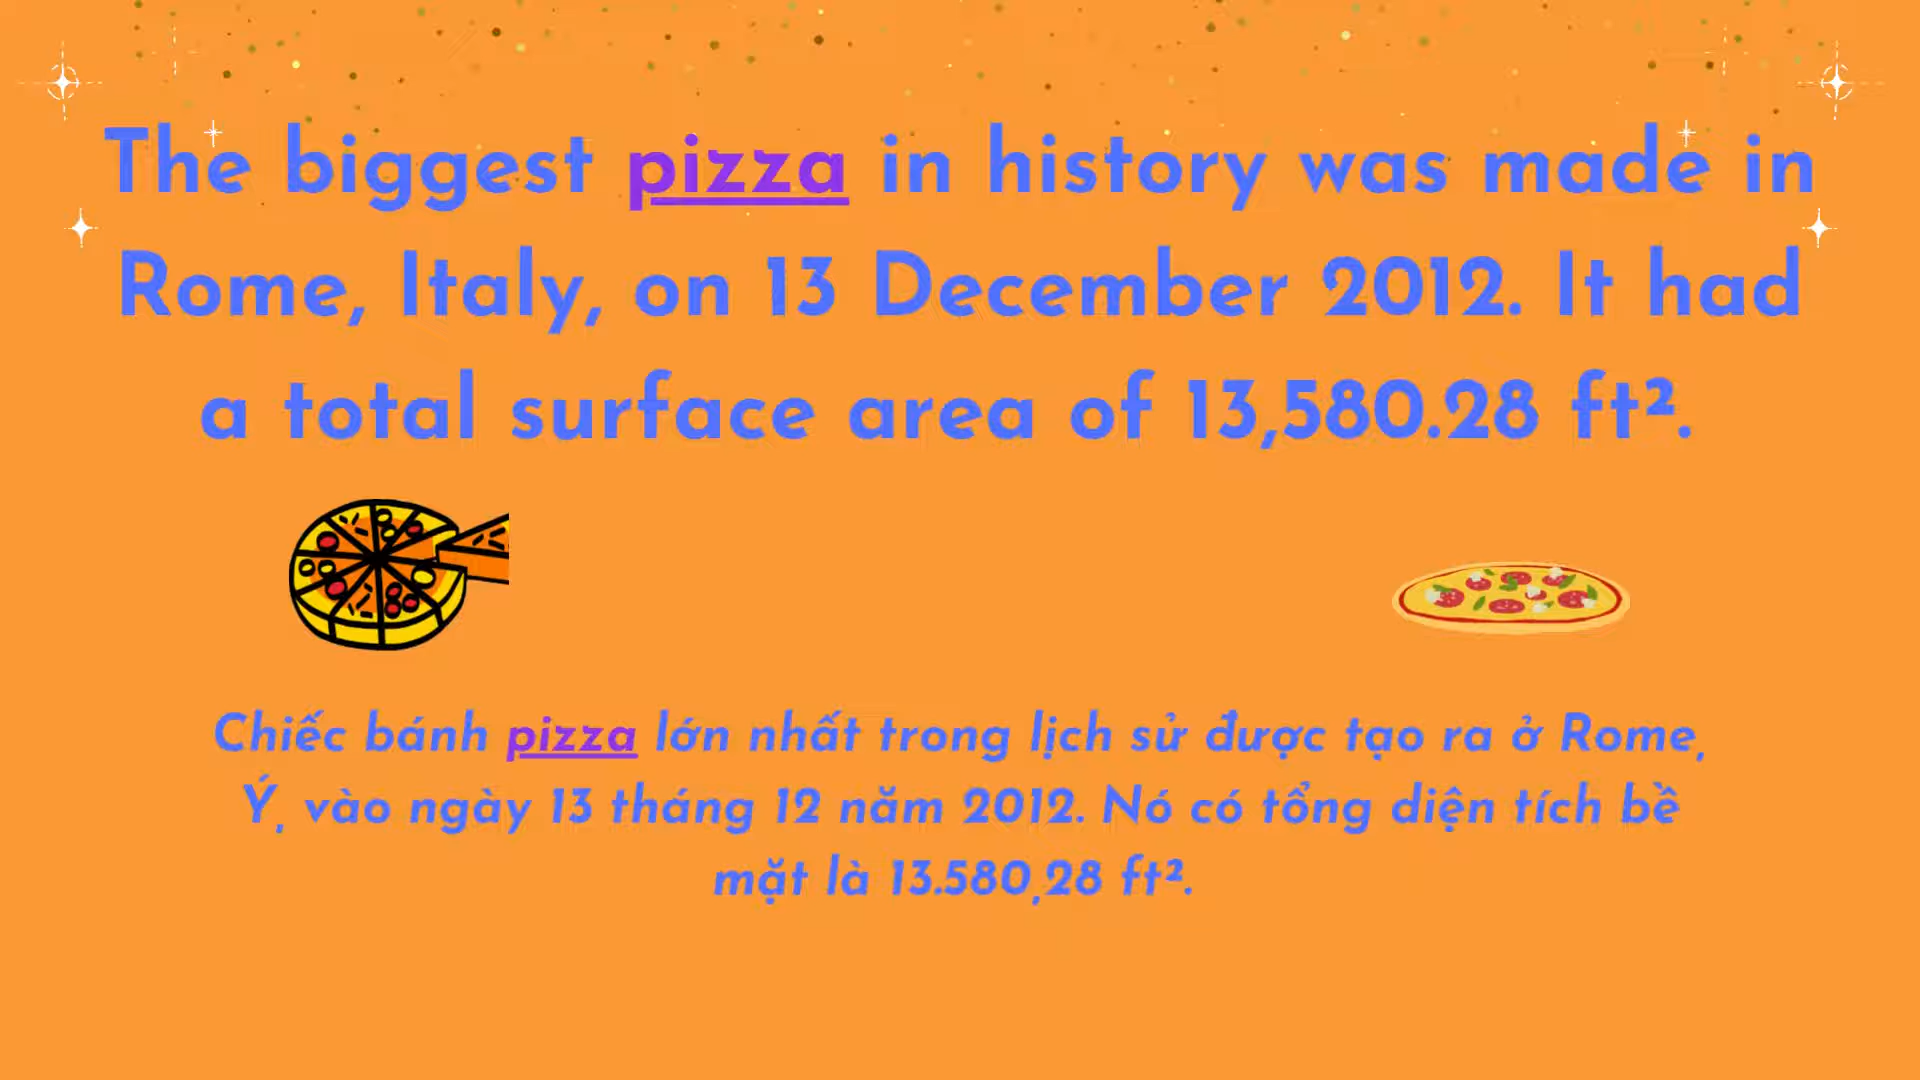 The biggest pizza in history was made in
Rome, Italy, on 13 December 2012. It had
a total surface area of 13,580.28 ft².
Chiếc bánh pizza lớn nhất trong lịch sử được tạo ra ở Rome,
Ý, vào ngày 13 tháng 12 năm 2012. Nó có tổng diện tích bề
mặt là 13.580,28 ft².